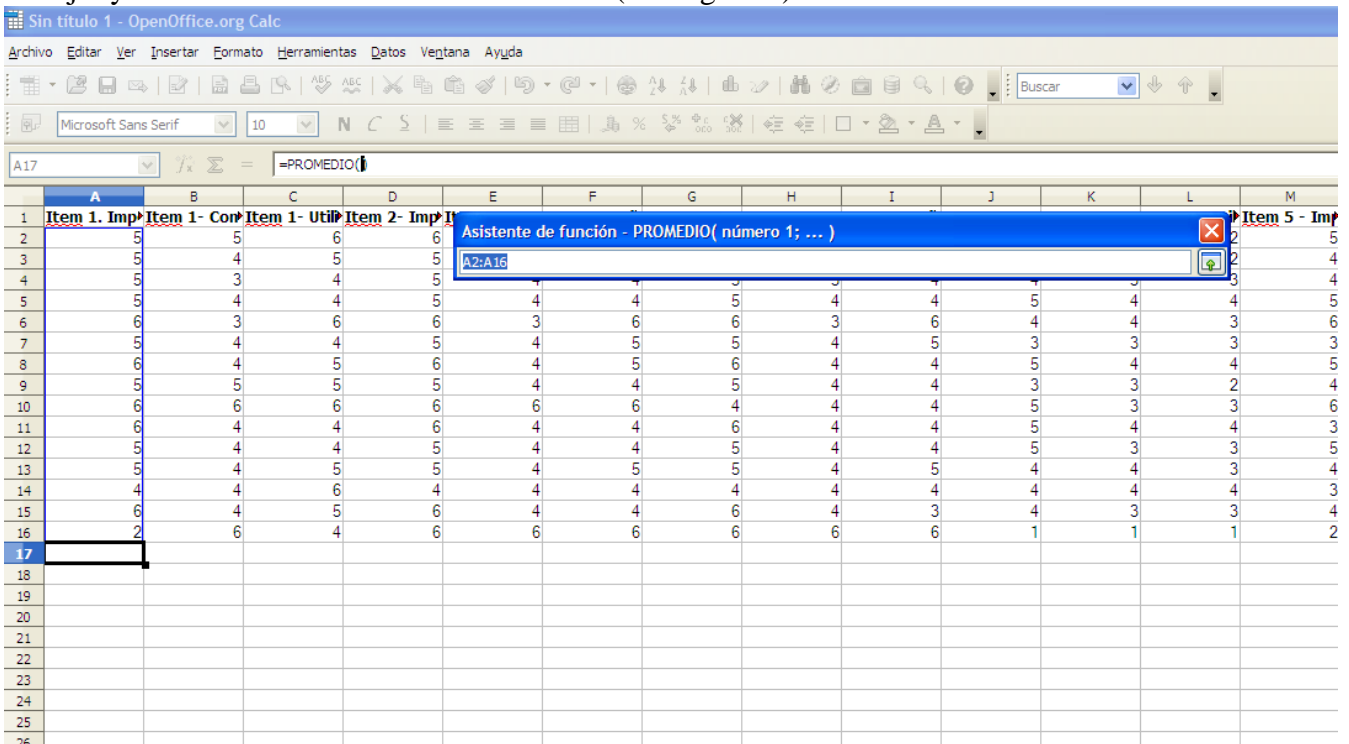 Sin título 1 - OpenOffice.org Calc
Archivo Editar Ver Insertar Formato Herramientas Datos Ventana Ayuda
Buscar
Microsoft Sans Serif 10 N C S
A17 =PROMEDIO()
A B C D E F G H I J K L M
1 Item 1. Imp Item 1- Con Item 1- Utili Item 2- Imp Item 5 - Imp
Asistente de función - PROMEDIO( número 1; ... )
A2:A16
2 5 5 6 6 2 5
3 5 4 5 5 2 4
4 5 3 4 5 3 4
5 5 4 4 5 4 4 5 4 4 5 4 4 5
6 6 3 6 6 3 6 6 3 6 4 4 3 6
7 5 4 4 5 4 5 5 4 5 3 3 3 3
8 6 4 5 6 4 5 6 4 4 5 4 4 5
9 5 5 5 5 4 4 5 4 4 3 3 2 4
10 6 6 6 6 6 6 4 4 4 5 3 3 6
11 6 4 4 6 4 4 6 4 4 5 4 4 3
12 5 4 4 5 4 4 5 4 4 5 3 3 5
13 5 4 5 5 4 5 5 4 5 4 4 3 4
14 4 4 6 4 4 4 4 4 4 4 4 4 3
15 6 4 5 6 4 4 6 4 3 4 3 3 4
16 2 6 4 6 6 6 6 6 6 1 1 1 2
17
18
19
20
21
22
23
24
25
26